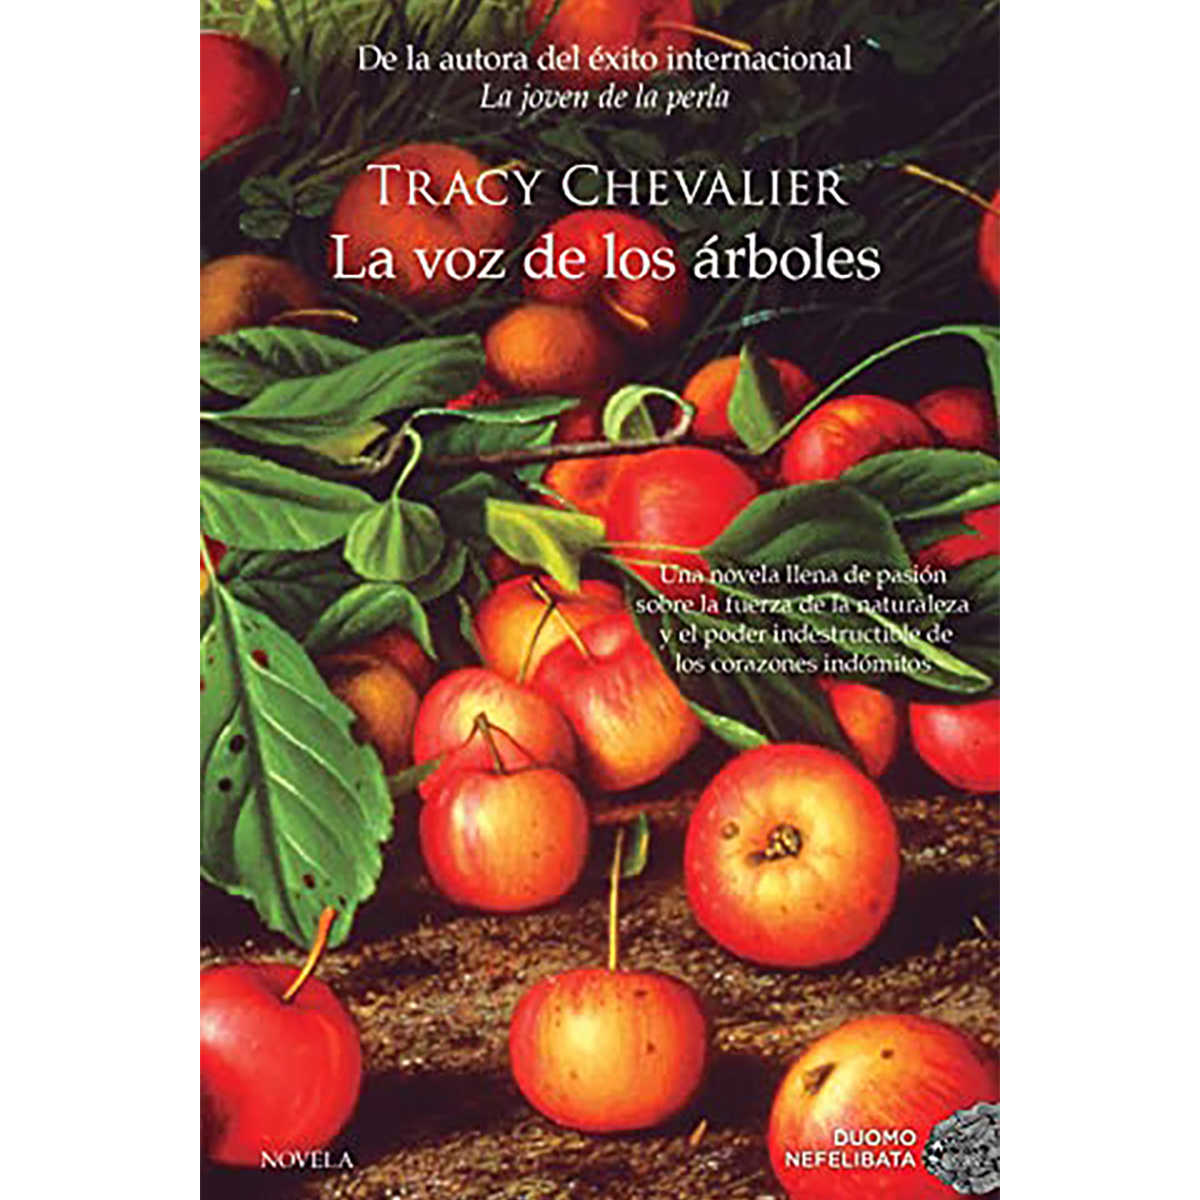 De la autora del éxito internacional
La joven de la perla
TRACY CHEVALIER
La voz de los árboles
Una novela llena de pasión
sobre la fuerza de la naturaleza
y el poder indestructible de
los corazones indómitos
NOVELA
DUOMO
NEFELIBATA